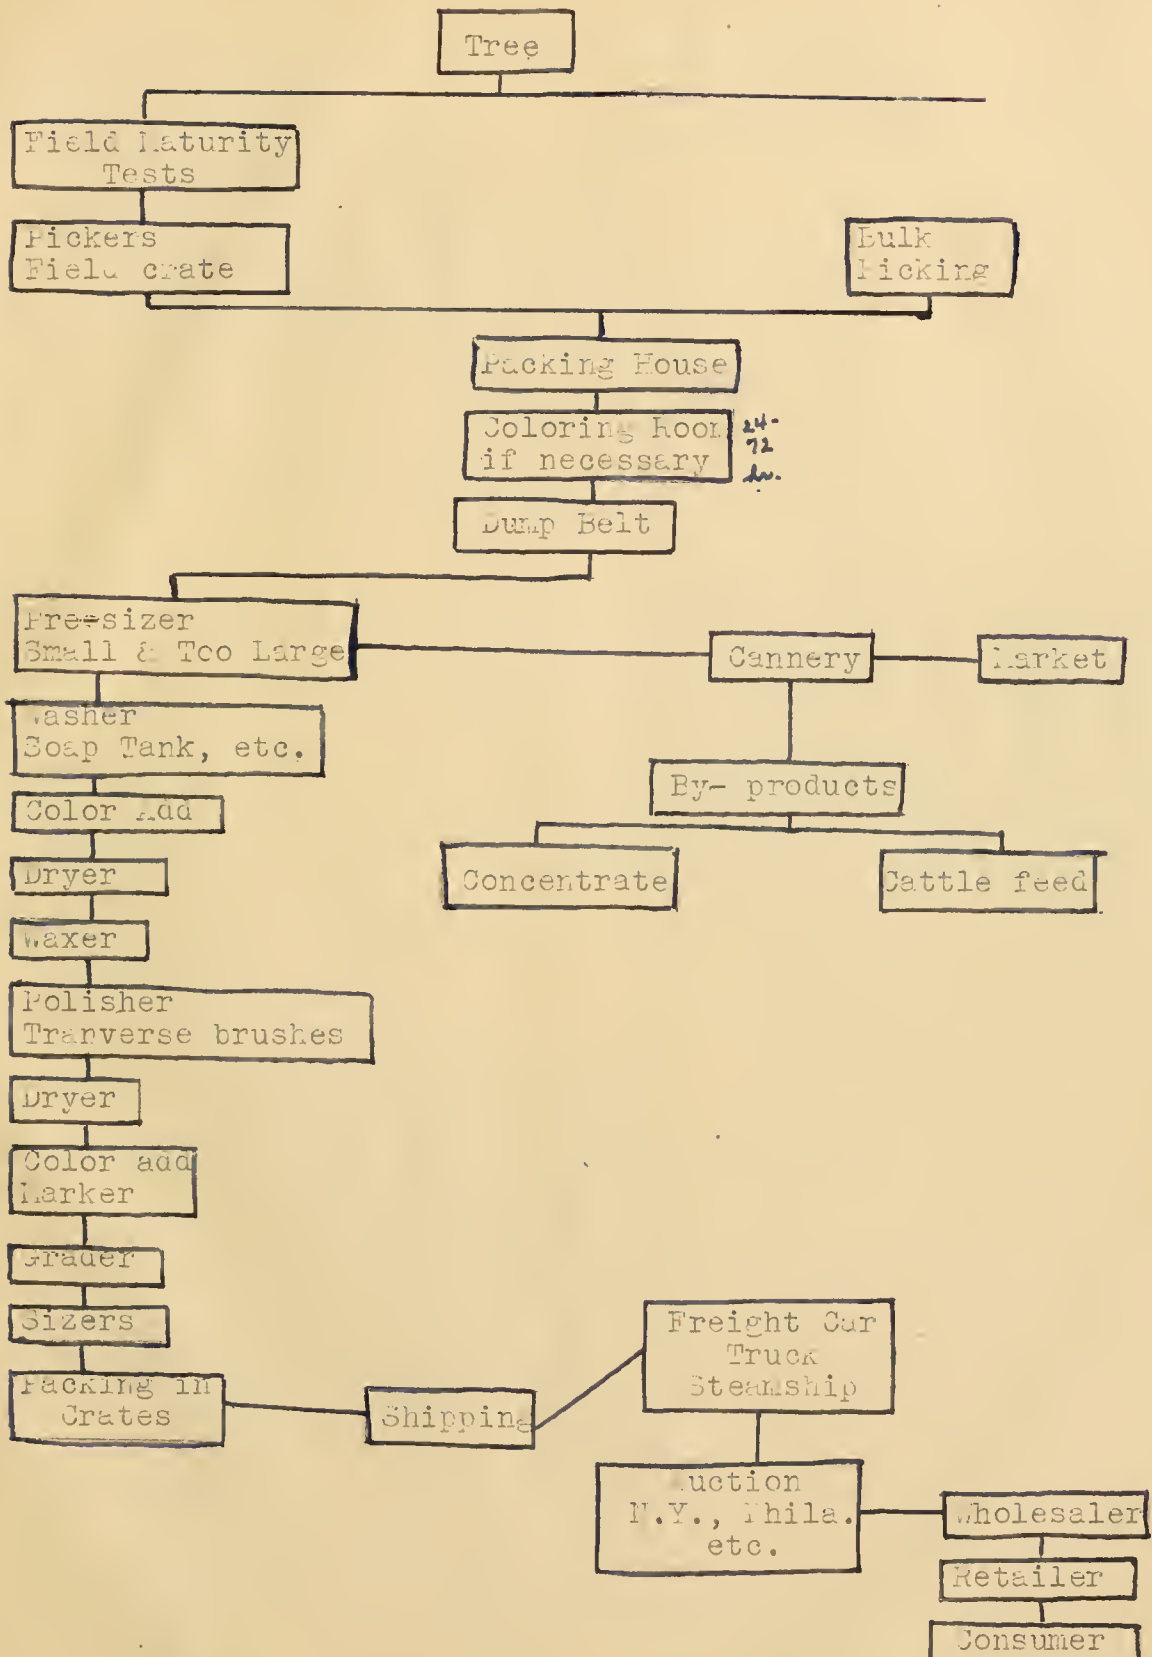 Tree
Field Maturity
Tests
Pickers
Field crate
Bulk
Picking
Packing House
Coloring Room
if necessary
24-
72
hr.
Dump Belt
Pre-sizer
Small & Too Large
Cannery
Market
Washer
Soap Tank, etc.
By- products
Color Add
Concentrate
Cattle feed
Dryer
Waxer
Polisher
Tranverse brushes
Dryer
Color add
Marker
Grader
Sizers
Packing in
Crates
Shipping
Freight Car
Truck
Steamship
Auction
N.Y., Phila.
etc.
Wholesaler
Retailer
Consumer